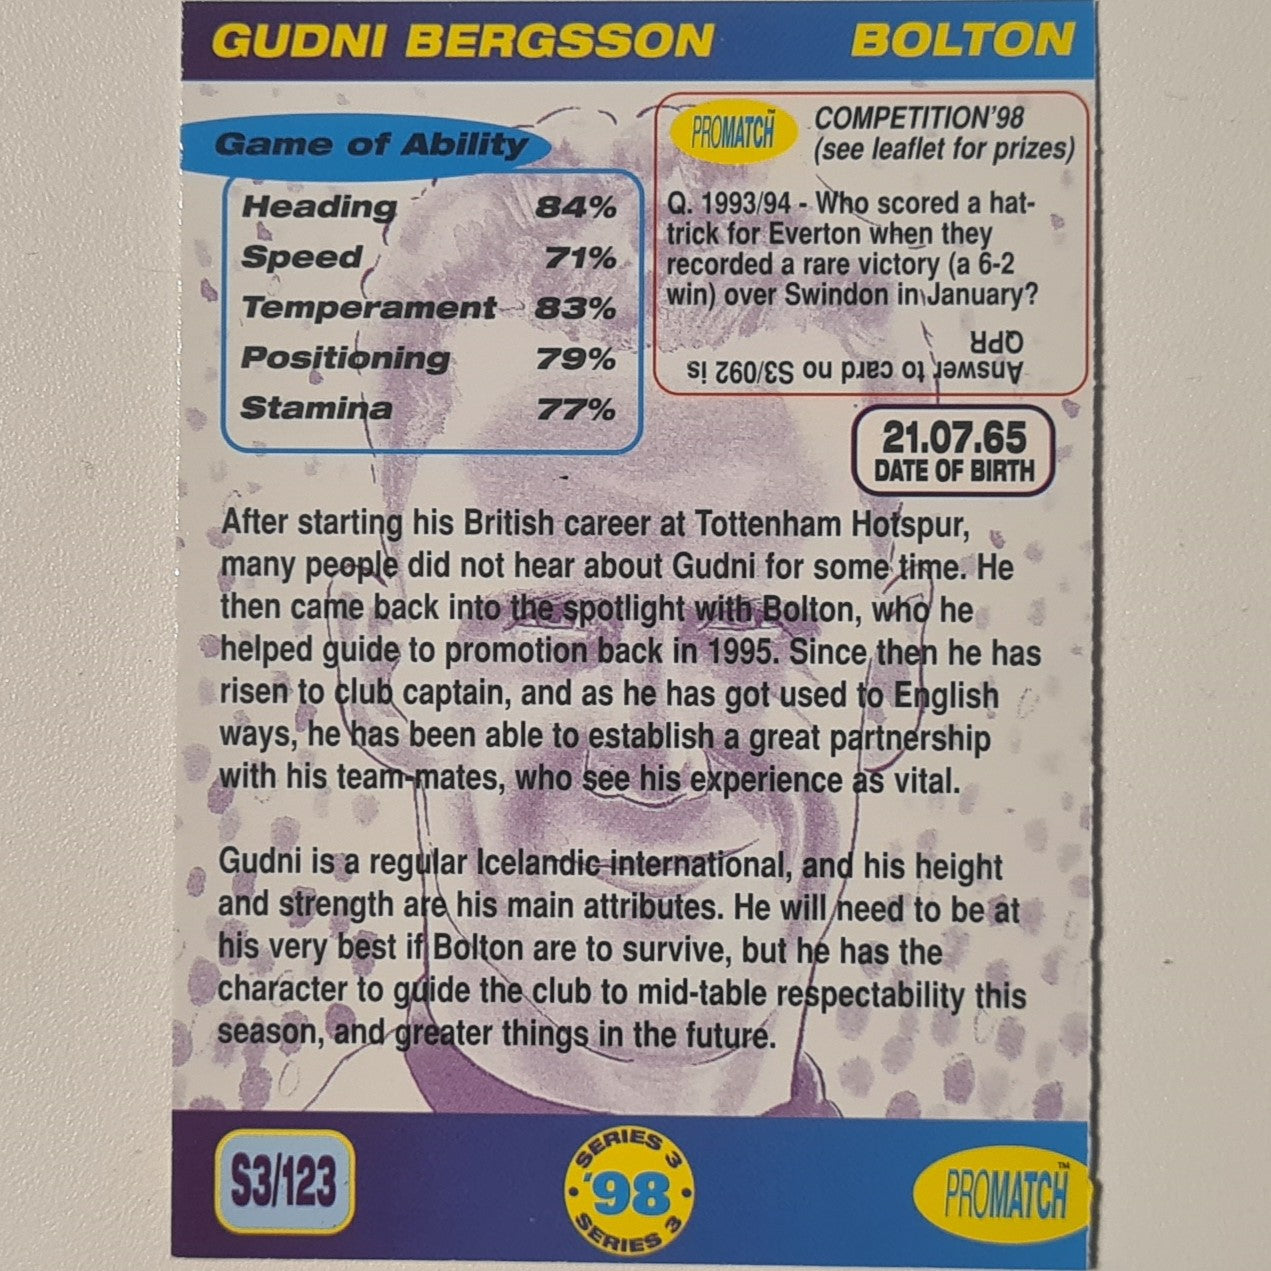 GUDNI BERGSSON BOLTON
Game of Ability
Heading 84%
Speed 71%
Temperament 83%
Positioning 79%
Stamina 77%
PROMATCH™
COMPETITION'98
(see leaflet for prizes)
Q. 1993/94 - Who scored a hat-
trick for Everton when they
recorded a rare victory (a 6-2
win) over Swindon in January?
Answer to card no S3/092 is
QPR
21.07.65
DATE OF BIRTH
After starting his British career at Tottenham Hotspur,
many people did not hear about Gudni for some time. He
then came back into the spotlight with Bolton, who he
helped guide to promotion back in 1995. Since then he has
risen to club captain, and as he has got used to English
ways, he has been able to establish a great partnership
with his team-mates, who see his experience as vital.
Gudni is a regular Icelandic international, and his height
and strength are his main attributes. He will need to be at
his very best if Bolton are to survive, but he has the
character to guide the club to mid-table respectability this
season, and greater things in the future.
S3/123
SERIES 3
'98
SERIES 3
PROMATCH™